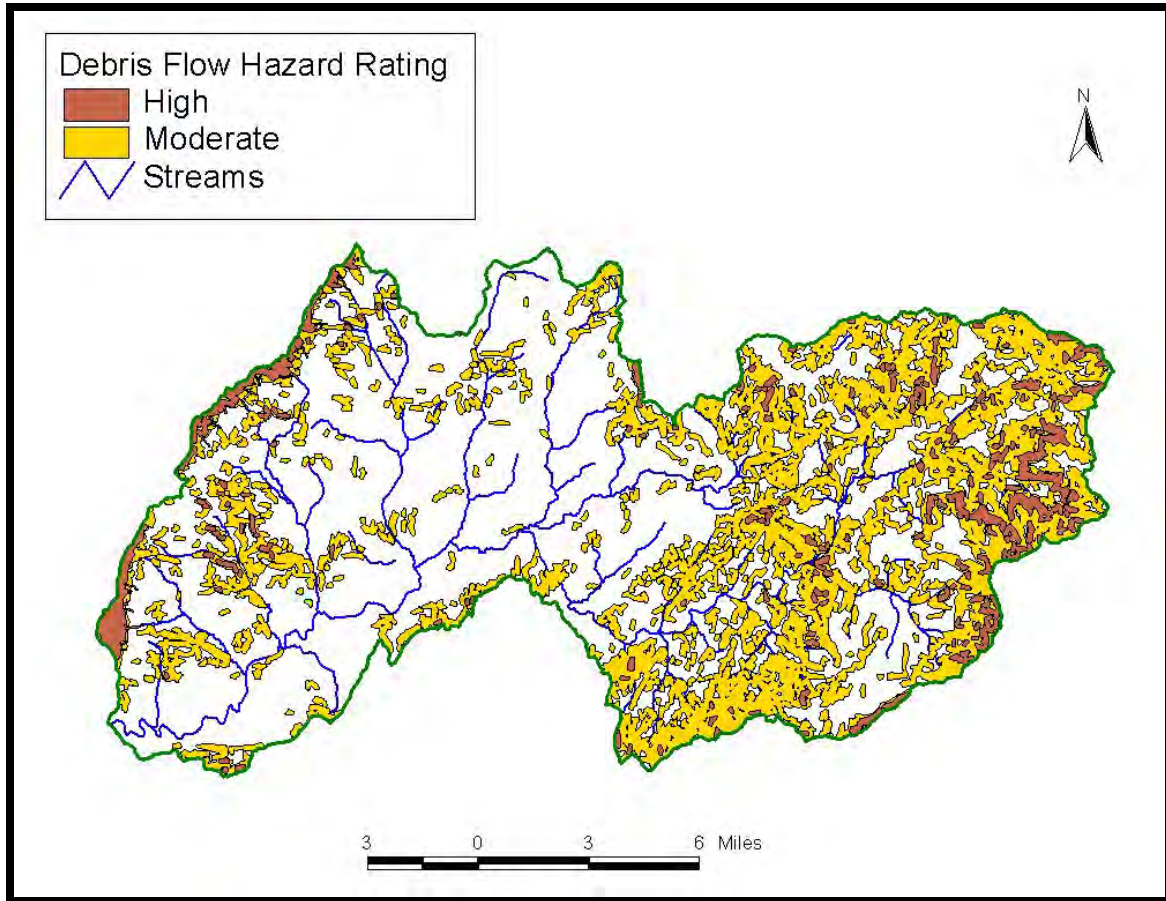 Debris Flow Hazard Rating
High
Moderate
Streams
N
3 0 3 6 Miles